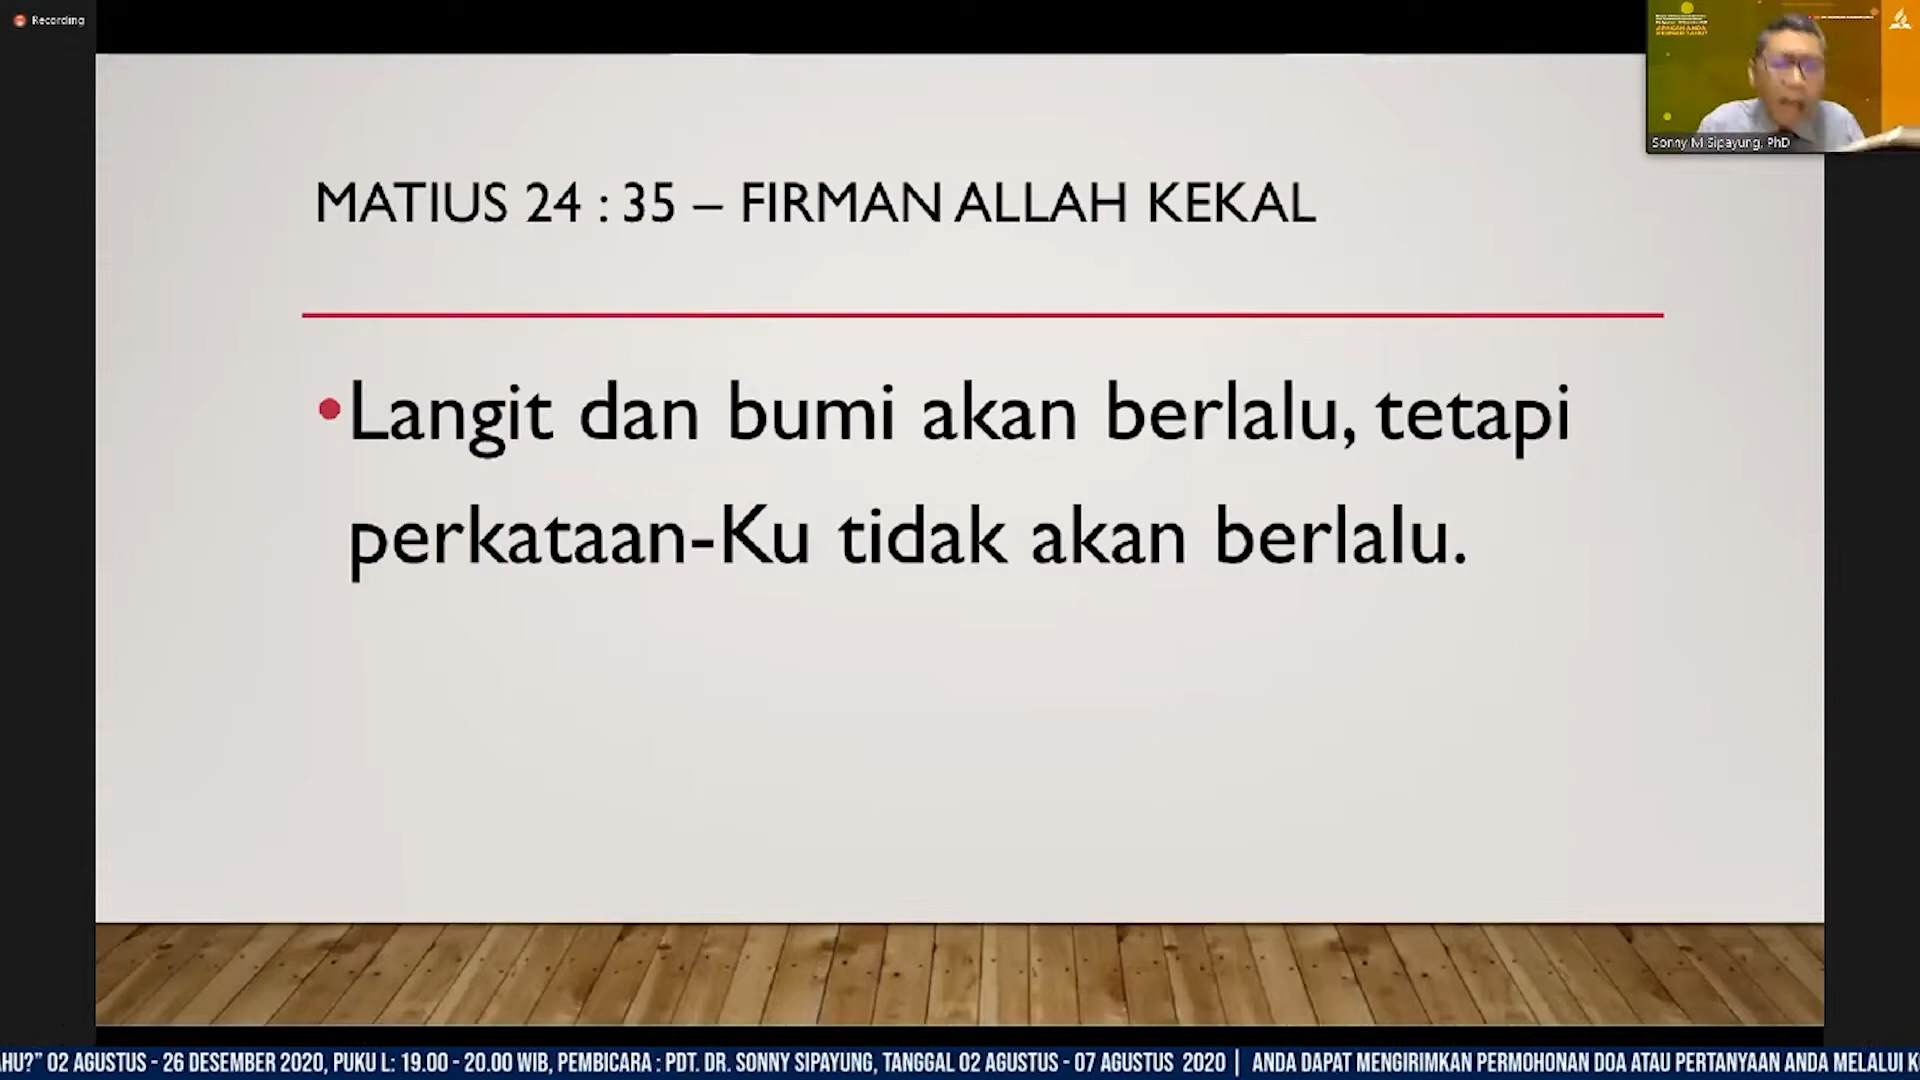 Recording
Sonny M Sipayung, PhD
MATIUS 24 : 35 – FIRMAN ALLAH KEKAL
•Langit dan bumi akan berlalu, tetapi
perkataan-Ku tidak akan berlalu.
AHU?" 02 AGUSTUS - 26 DESEMBER 2020, PUKU L: 19.00 - 20.00 WIB, PEMBICARA : PDT. DR. SONNY SIPAYUNG, TANGGAL 02 AGUSTUS - 07 AGUSTUS 2020 | ANDA DAPAT MENGIRIMKAN PERMOHONAN DOA ATAU PERTANYAAN ANDA MELALUI K